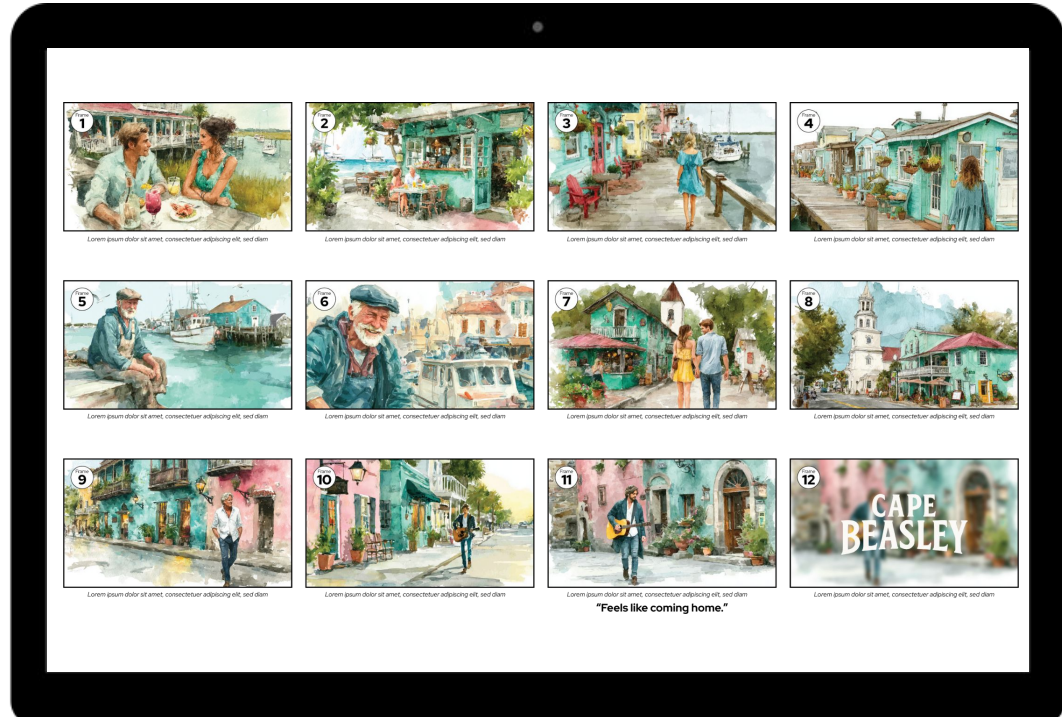 Frame
1
Frame
2
Frame
3
Frame
4
Lorem ipsum dolor sit amet, consectetuer adipiscing elit, sed diam
Lorem ipsum dolor sit amet, consectetuer adipiscing elit, sed diam
Lorem ipsum dolor sit amet, consectetuer adipiscing elit, sed diam
Lorem ipsum dolor sit amet, consectetuer adipiscing elit, sed diam
Frame
5
Frame
6
Frame
7
Frame
8
Lorem ipsum dolor sit amet, consectetuer adipiscing elit, sed diam
Lorem ipsum dolor sit amet, consectetuer adipiscing elit, sed diam
Lorem ipsum dolor sit amet, consectetuer adipiscing elit, sed diam
Lorem ipsum dolor sit amet, consectetuer adipiscing elit, sed diam
Frame
9
Frame
10
Frame
11
Frame
12
CAPE
BEASLEY
Lorem ipsum dolor sit amet, consectetuer adipiscing elit, sed diam
Lorem ipsum dolor sit amet, consectetuer adipiscing elit, sed diam
Lorem ipsum dolor sit amet, consectetuer adipiscing elit, sed diam
Lorem ipsum dolor sit amet, consectetuer adipiscing elit, sed diam
“Feels like coming home.”